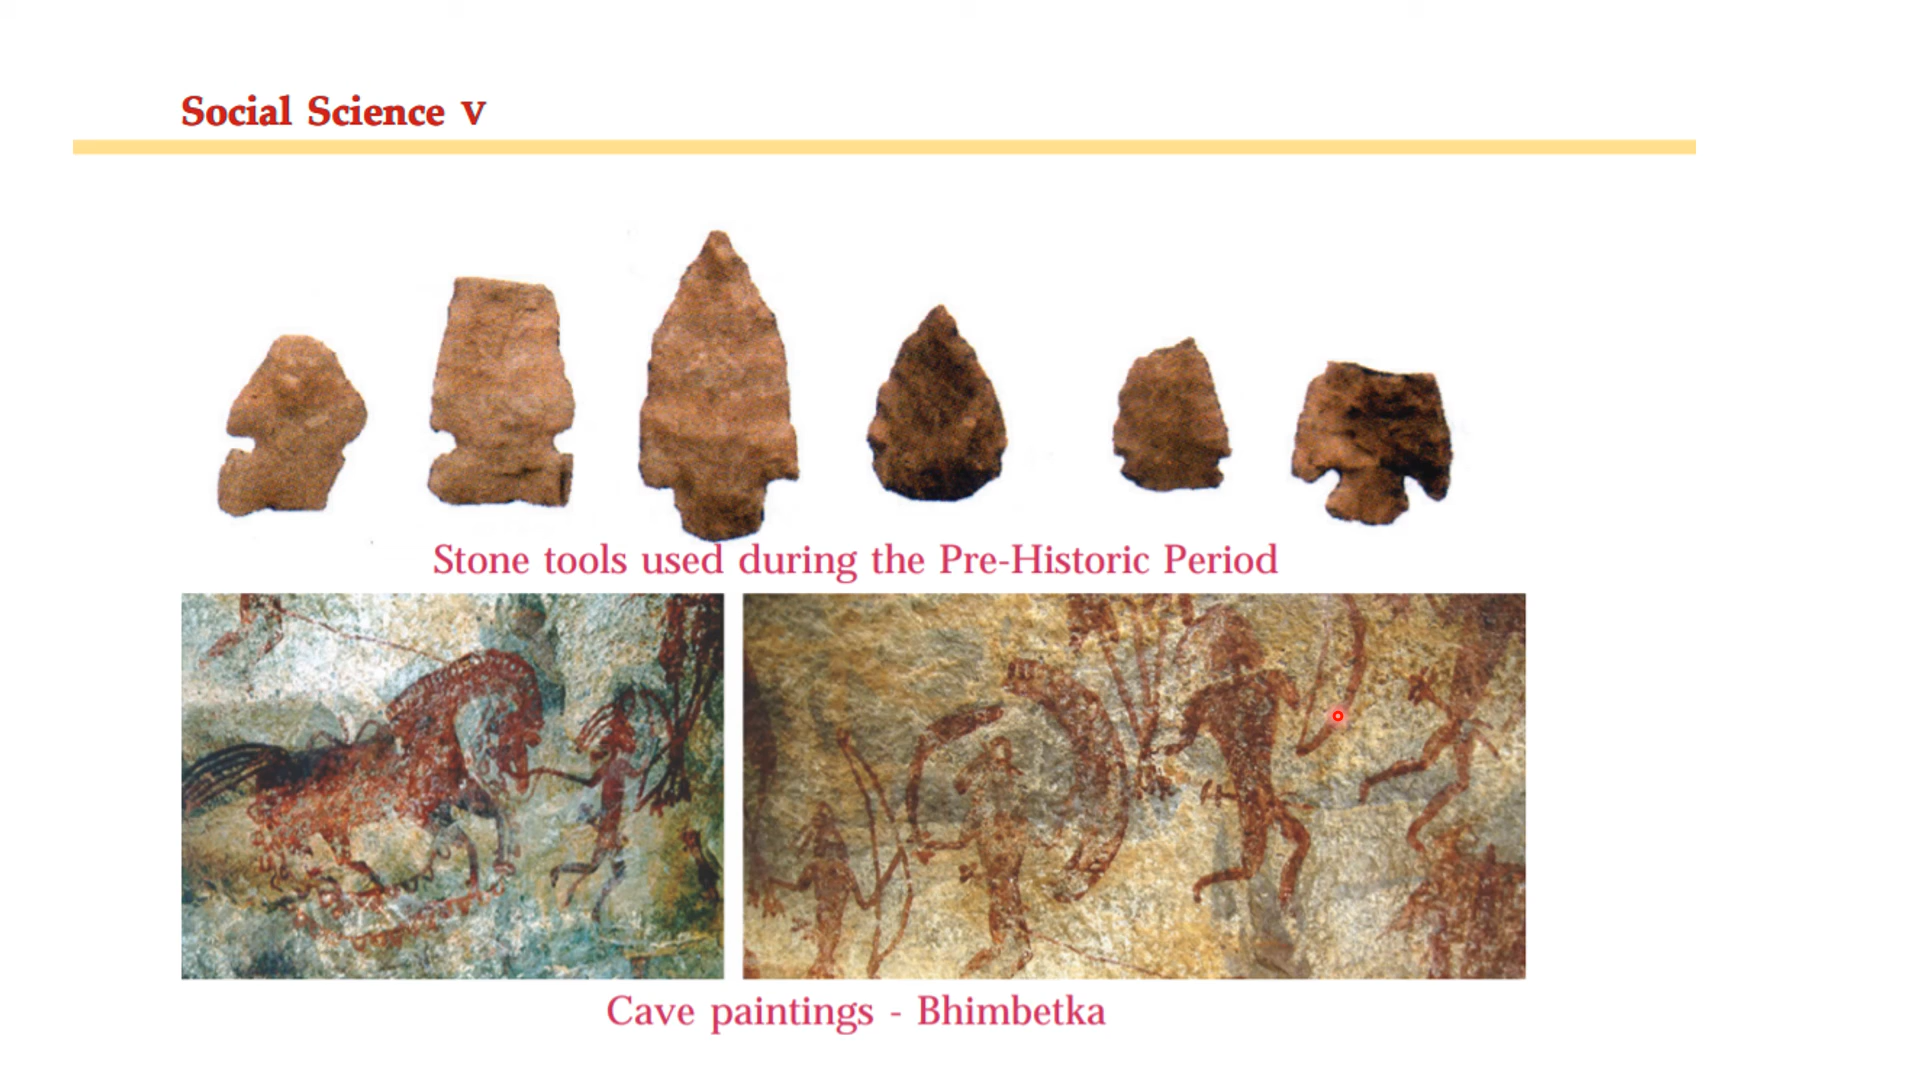 Social Science V
Stone tools used during the Pre-Historic Period
Cave paintings - Bhimbetka